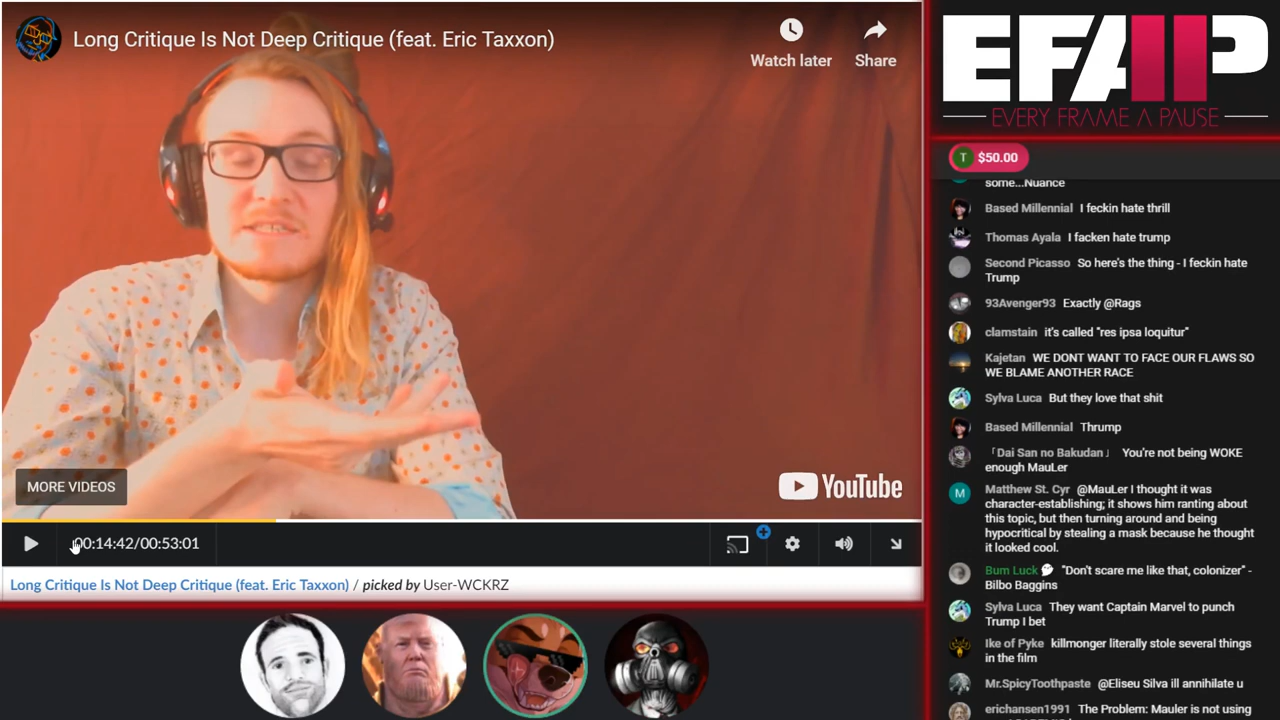 Long Critique Is Not Deep Critique (feat. Eric Taxxon)
Watch later
Share
MORE VIDEOS
YouTube
00:14:42/00:53:01
Long Critique Is Not Deep Critique (feat. Eric Taxxon) / picked by User-WCKRZ
EFAP
EVERY FRAME A PAUSE
T $50.00
some...Nuance
Based Millennial I feckin hate thrill
Thomas Ayala I facken hate trump
Second Picasso So here's the thing - I feckin hate
Trump
93Avenger93 Exactly @Rags
clamstain it's called "res ipsa loquitur"
Kajetan WE DONT WANT TO FACE OUR FLAWS SO
WE BLAME ANOTHER RACE
Sylva Luca But they love that shit
Based Millennial Thrump
「Dai San no Bakudan」 You're not being WOKE
enough MauLer
M Matthew St. Cyr @MauLer I thought it was
character-establishing; it shows him ranting about
this topic, but then turning around and being
hypocritical by stealing a mask because he thought
it looked cool.
Bum Luck "Don't scare me like that, colonizer" -
Bilbo Baggins
Sylva Luca They want Captain Marvel to punch
Trump I bet
Ike of Pyke killmonger literally stole several things
in the film
Mr.SpicyToothpaste @Eliseu Silva ill annihilate u
erichansen1991 The Problem: Mauler is not using